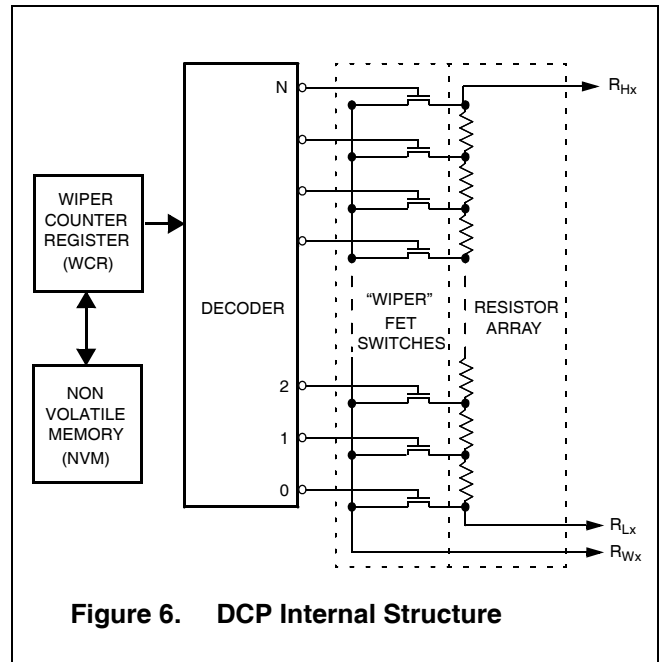 N
R_Hx
WIPER
COUNTER
REGISTER
(WCR)
DECODER
“WIPER”
FET
SWITCHES
RESISTOR
ARRAY
NON
VOLATILE
MEMORY
(NVM)
2
1
0
R_Lx
R_Wx
Figure 6. DCP Internal Structure